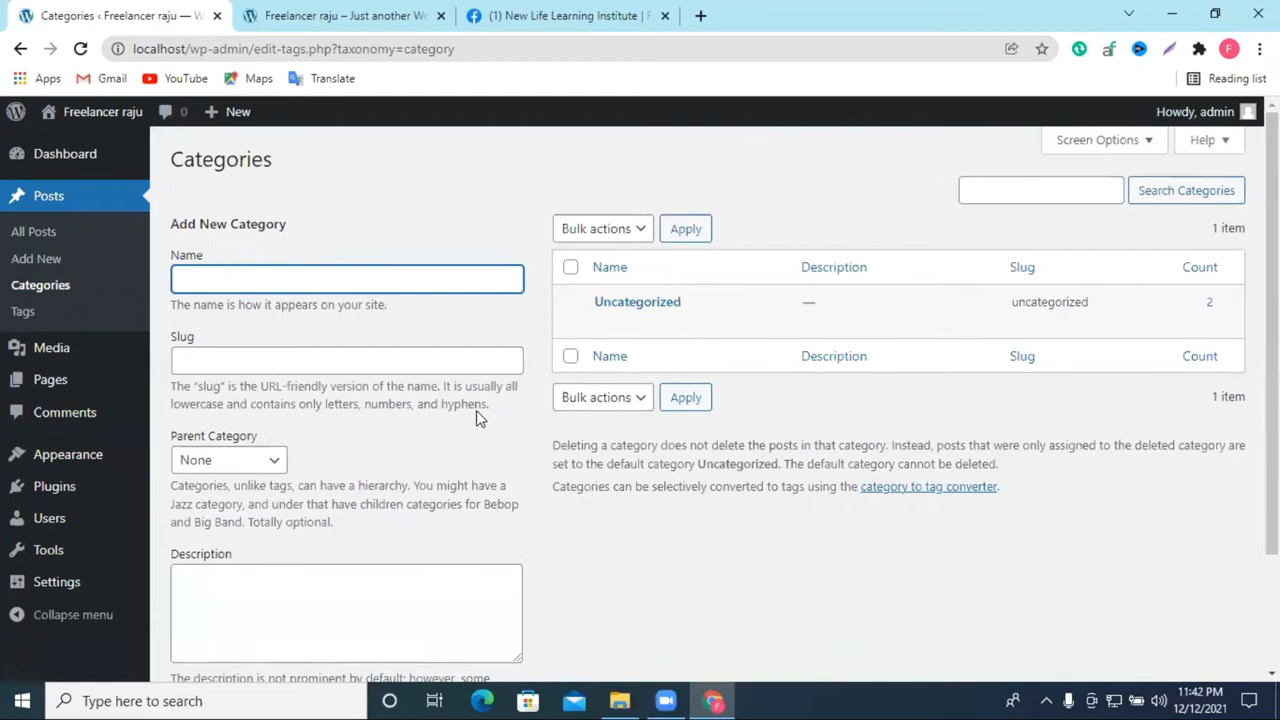 Categories ‹ Freelancer raju — W
Freelancer raju – Just another Wo
(1) New Life Learning Institute | F
localhost/wp-admin/edit-tags.php?taxonomy=category
F
Apps
Gmail
YouTube
Maps
Translate
Reading list
Freelancer raju
0
New
Howdy, admin
Dashboard
Posts
All Posts
Add New
Categories
Tags
Media
Pages
Comments
Appearance
Plugins
Users
Tools
Settings
Collapse menu
Screen Options
Help
Categories
Search Categories
Add New Category
Name
The name is how it appears on your site.
Slug
The "slug" is the URL-friendly version of the name. It is usually all
lowercase and contains only letters, numbers, and hyphens.
Parent Category
None
Categories, unlike tags, can have a hierarchy. You might have a
Jazz category, and under that have children categories for Bebop
and Big Band. Totally optional.
Description
The description is not prominent by default; however, some
Bulk actions
Apply
1 item
Name Description Slug Count
Uncategorized — uncategorized 2
Name Description Slug Count
Bulk actions
Apply
1 item
Deleting a category does not delete the posts in that category. Instead, posts that were only assigned to the deleted category are
set to the default category Uncategorized. The default category cannot be deleted.
Categories can be selectively converted to tags using the category to tag converter.
Type here to search
11:42 PM
12/12/2021